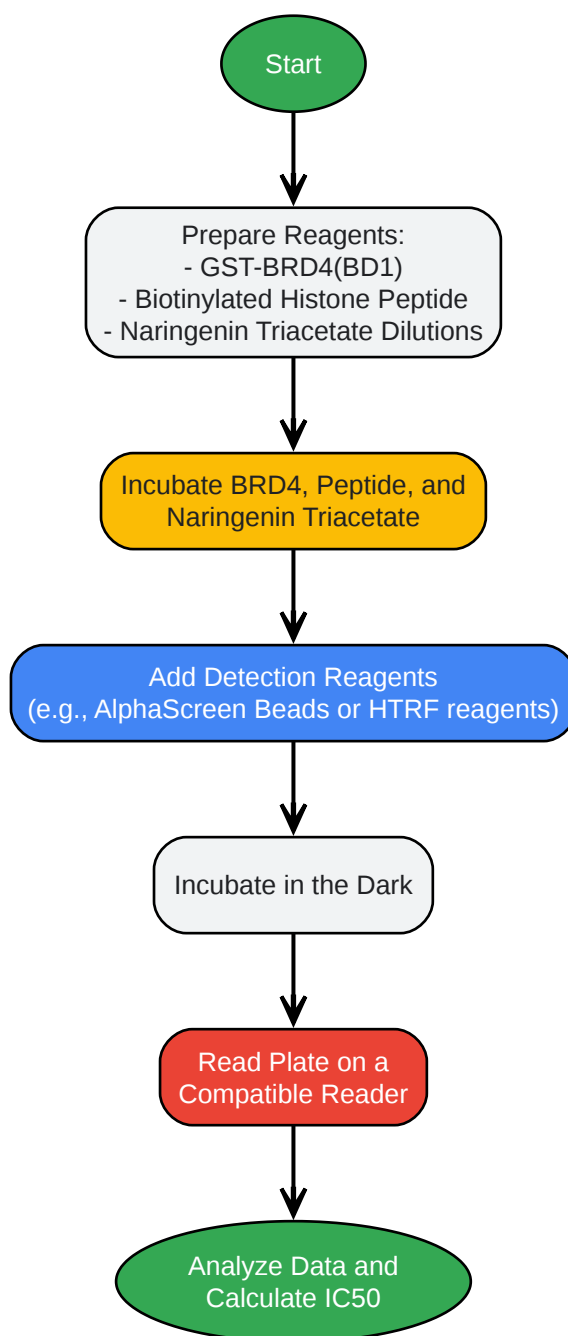 Start
Prepare Reagents:
- GST-BRD4(BD1)
- Biotinylated Histone Peptide
- Naringenin Triacetate Dilutions
Incubate BRD4, Peptide, and
Naringenin Triacetate
Add Detection Reagents
(e.g., AlphaScreen Beads or HTRF reagents)
Incubate in the Dark
Read Plate on a
Compatible Reader
Analyze Data and
Calculate IC50